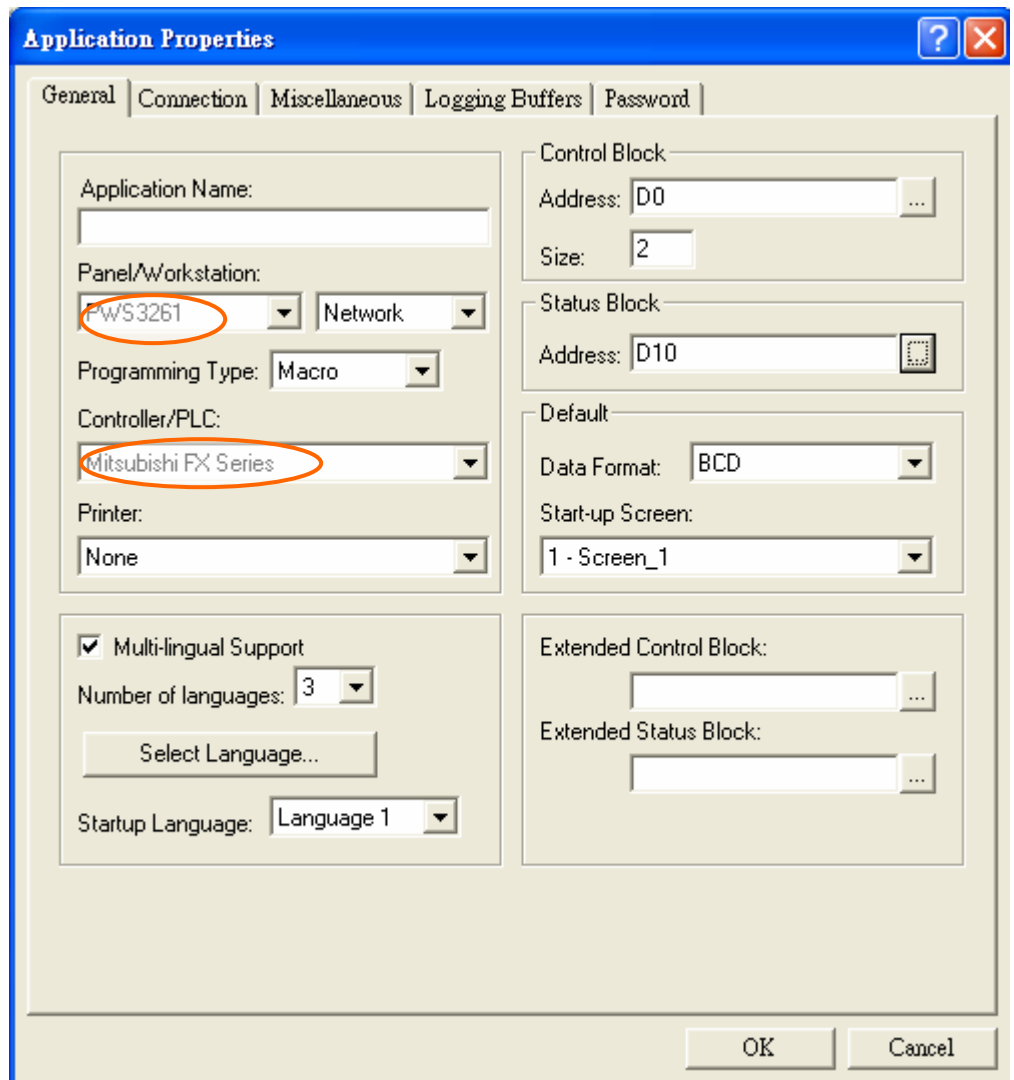 Application Properties
General Connection Miscellaneous Logging Buffers Password
Application Name:
Panel/Workstation:
PWS3261 Network
Programming Type: Macro
Controller/PLC:
Mitsubishi FX Series
Printer:
None
Control Block
Address: D0 ...
Size: 2
Status Block
Address: D10
Default
Data Format: BCD
Start-up Screen:
1 - Screen_1
Multi-lingual Support
Number of languages: 3
Select Language...
Startup Language: Language 1
Extended Control Block:
...
Extended Status Block:
...
OK Cancel